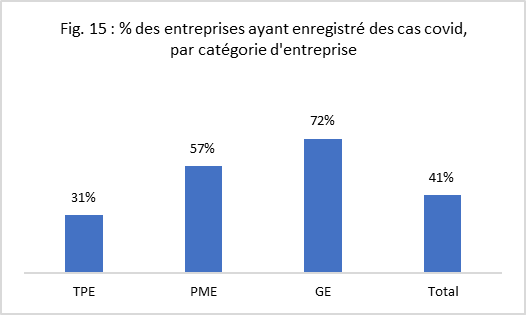 Fig. 15 : % des entreprises ayant enregistré des cas covid,
par catégorie d'entreprise
31%
57%
72%
41%
TPE
PME
GE
Total